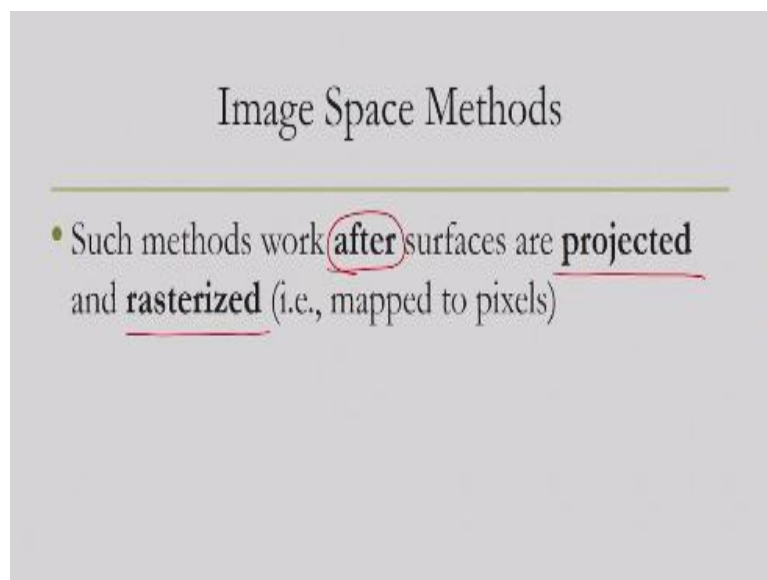 Image Space Methods
• Such methods work after surfaces are projected
and rasterized (i.e., mapped to pixels)